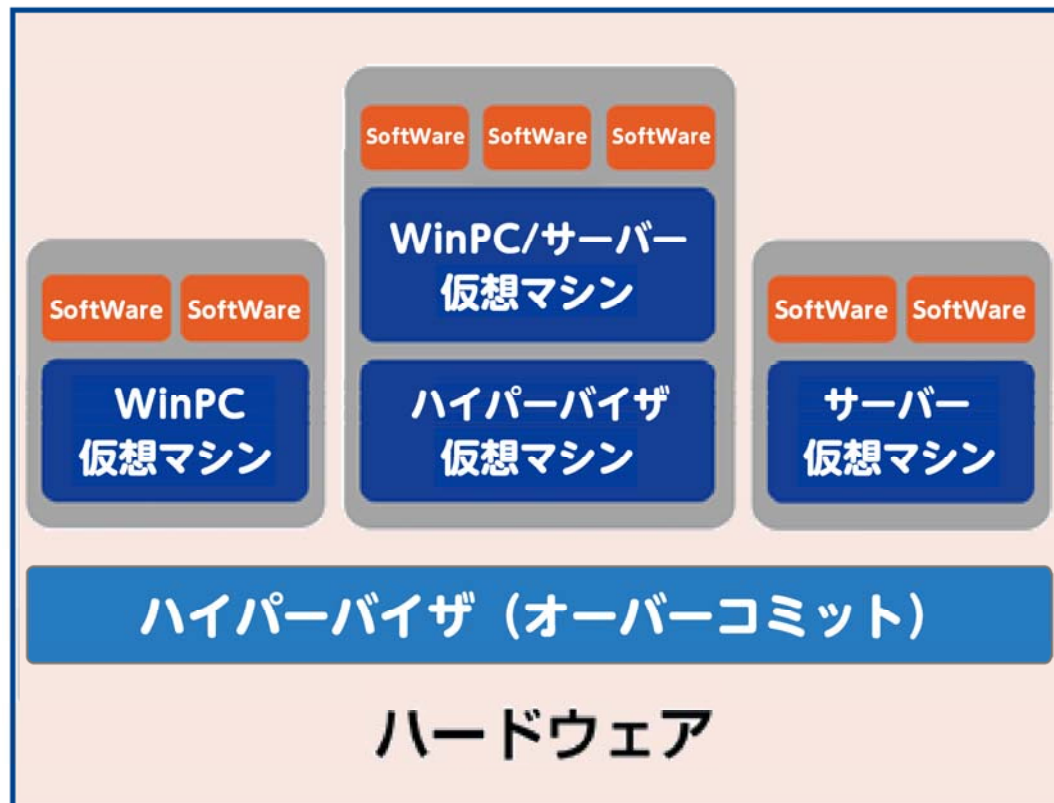 SoftWare SoftWare SoftWare
WinPC/サーバー
仮想マシン
ハイパーバイザ
仮想マシン
SoftWare SoftWare
WinPC
仮想マシン
SoftWare SoftWare
サーバー
仮想マシン
ハイパーバイザ（オーバーコミット）
ハードウェア